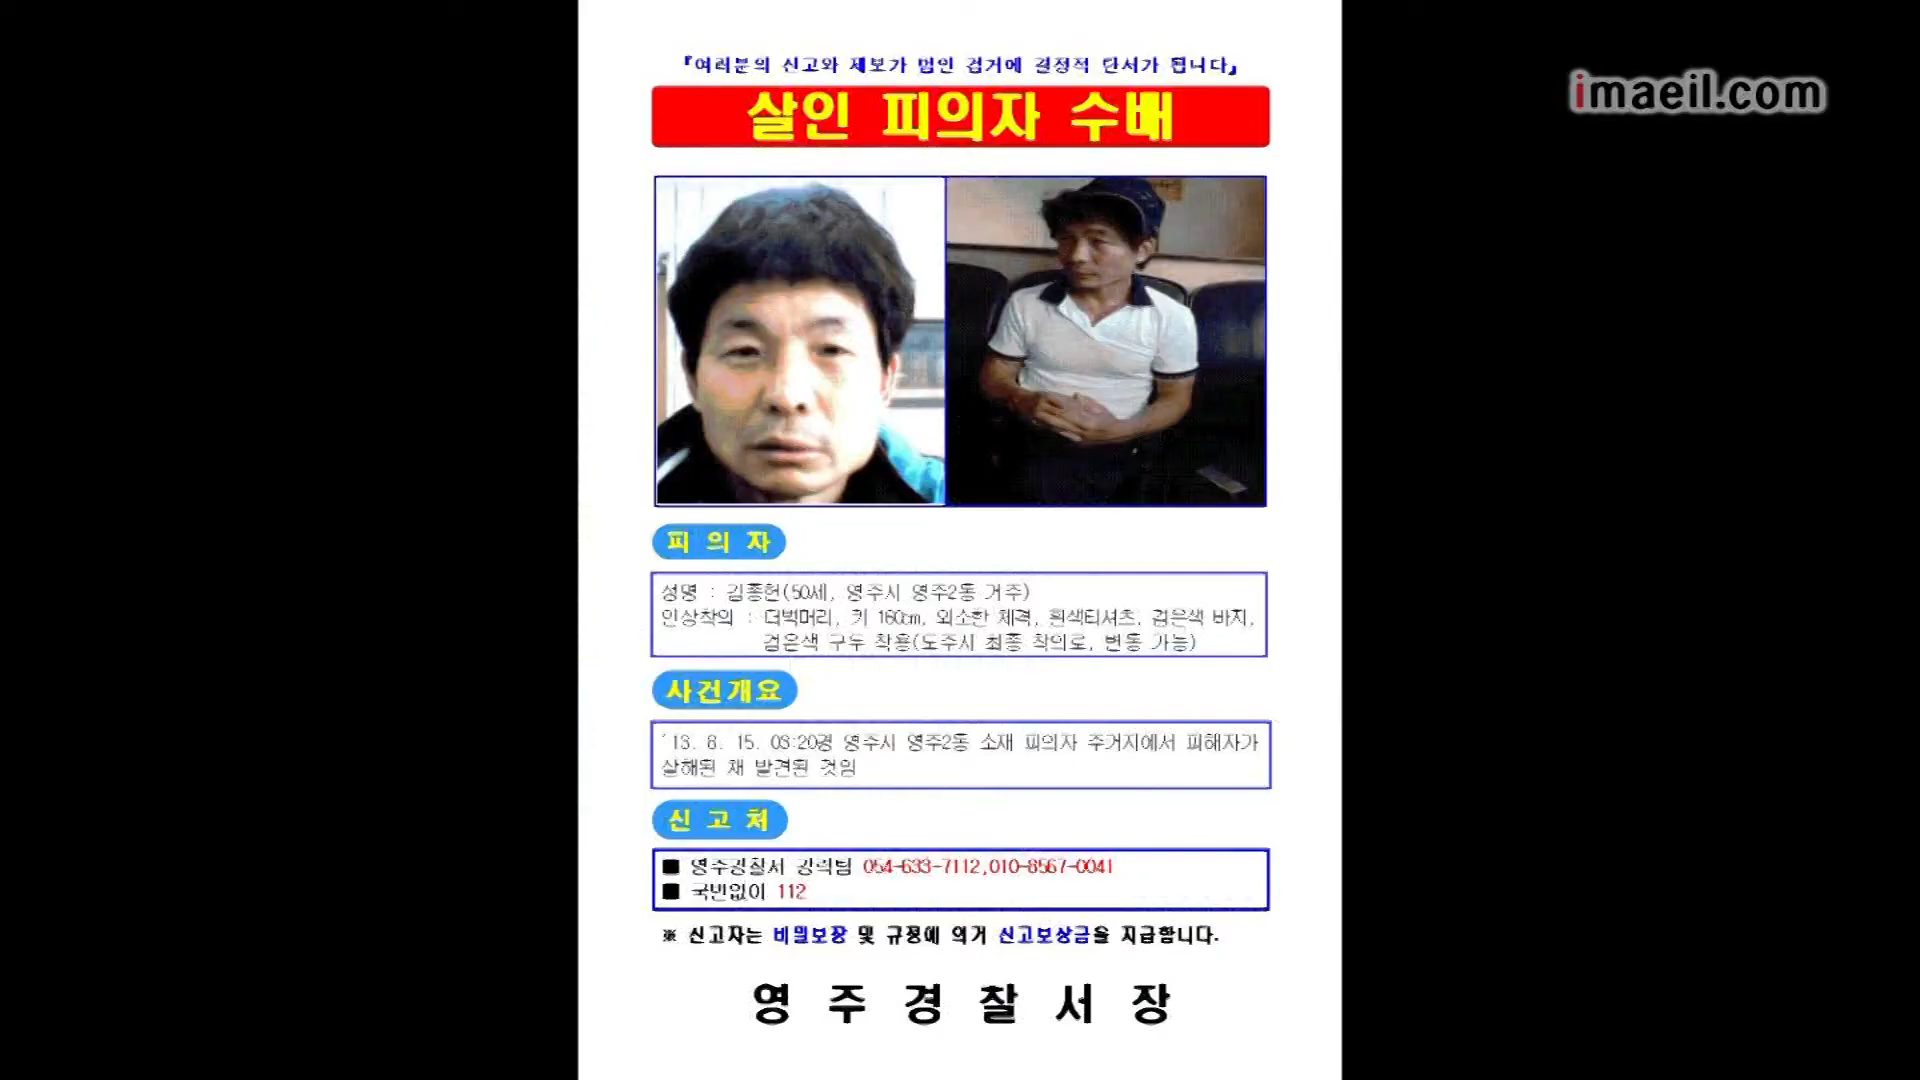 『여러분의 신고와 제보가 범인 검거에 결정적 단서가 됩니다』
살인 피의자 수배
imaeil.com
피 의 자
성명 : 김종헌(50세, 영주시 영주2동 거주)
인상착의 : 더벅머리, 키 160cm, 외소한 체격, 흰색티셔츠, 검은색 바지,
검은색 구두 착용(도주시 최종 착의로, 변동 가능)
사건개요
´13. 8. 15. 03:20경 영주시 영주2동 소재 피의자 주거지에서 피해자가
살해된 채 발견된 것임
신 고 처
■ 영주경찰서 강력팀 054-633-7112,010-8567-0041
■ 국번없이 112
※ 신고자는 비밀보장 및 규정에 의거 신고보상금을 지급합니다.
영 주 경 찰 서 장